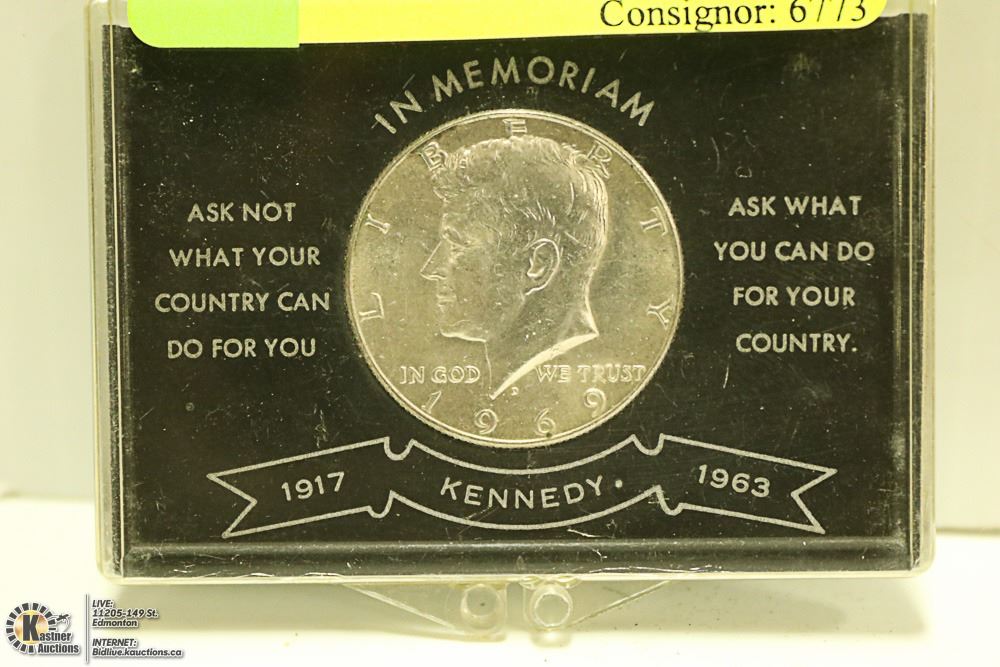 Consignor: 6773
IN MEMORIAM
LIBERTY
IN GOD WE TRUST
D
1969
ASK NOT
WHAT YOUR
COUNTRY CAN
DO FOR YOU
ASK WHAT
YOU CAN DO
FOR YOUR
COUNTRY.
1917
KENNEDY.
1963
Kastner
Auctions
LIVE:
11205-149 St.
Edmonton
INTERNET:
Bidlive.kauctions.ca